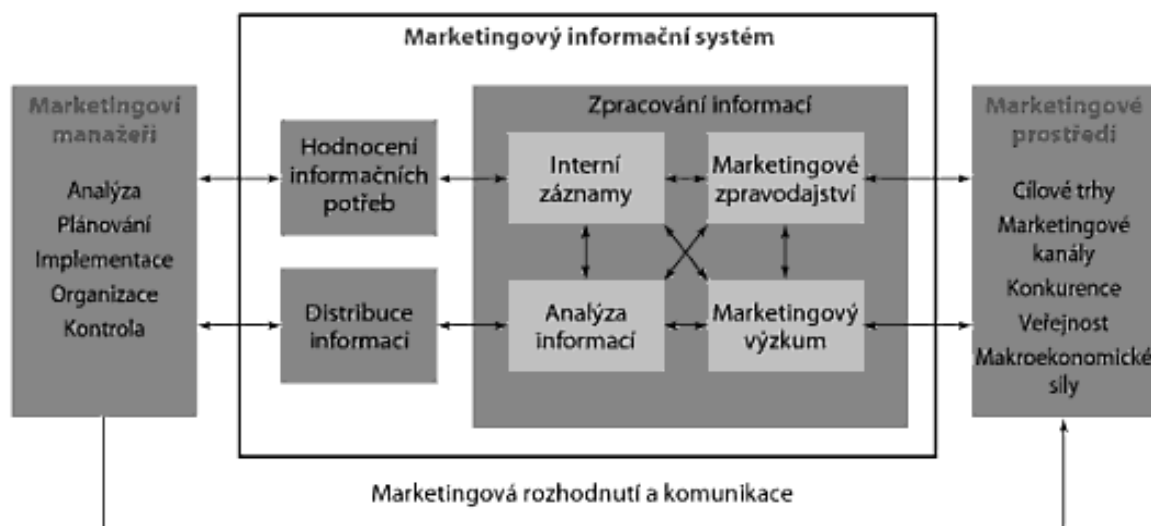 Marketingový informační systém
Marketingoví
manažeři
Analýza
Plánování
Implementace
Organizace
Kontrola
Hodnocení
informačních
potřeb
Distribuce
informací
Zpracování informací
Interní
záznamy
Marketingové
zpravodajství
Analýza
informací
Marketingový
výzkum
Marketingové
prostředí
Cílové trhy
Marketingové
kanály
Konkurence
Veřejnost
Makroekonomické
síly
Marketingová rozhodnutí a komunikace